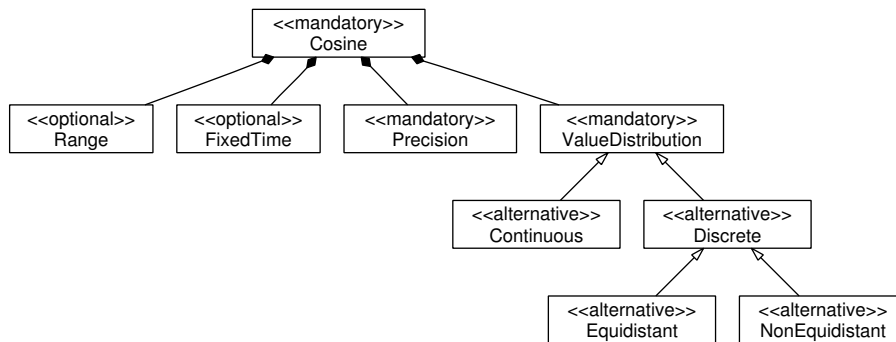 <<mandatory>>
Cosine
<<optional>>
Range
<<optional>>
FixedTime
<<mandatory>>
Precision
<<mandatory>>
ValueDistribution
<<alternative>>
Continuous
<<alternative>>
Discrete
<<alternative>>
Equidistant
<<alternative>>
NonEquidistant